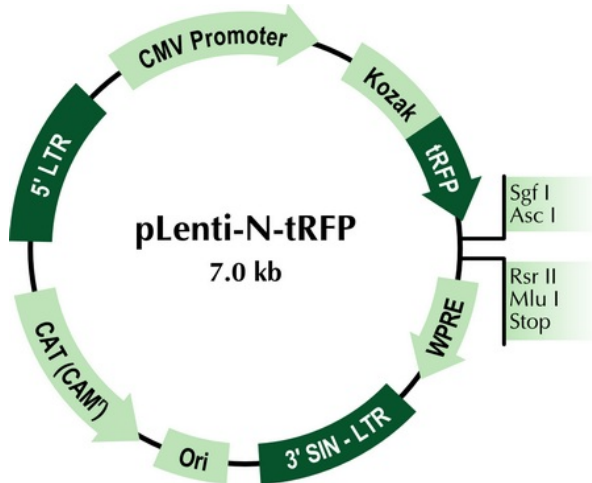 CMV Promoter
Kozak
tRFP
5' LTR
Sgf I
Asc I
pLenti-N-tRFP
7.0 kb
Rsr II
Mlu I
Stop
WPRE
CAT (CAMʳ)
Ori
3' SIN - LTR